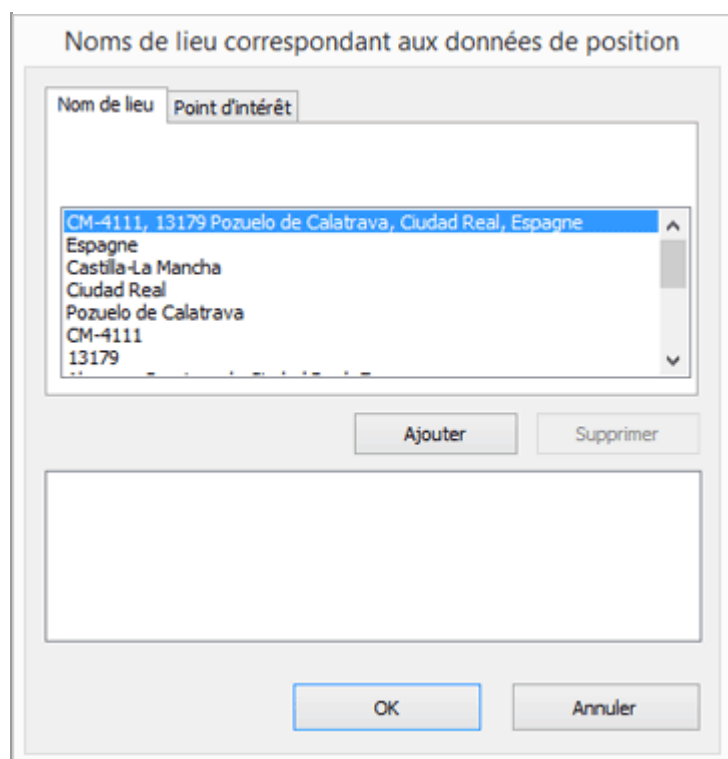 Noms de lieu correspondant aux données de position
Nom de lieu
Point d'intérêt
CM-4111, 13179 Pozuelo de Calatrava, Ciudad Real, Espagne
Espagne
Castilla-La Mancha
Ciudad Real
Pozuelo de Calatrava
CM-4111
13179
Ajouter
Supprimer
OK
Annuler